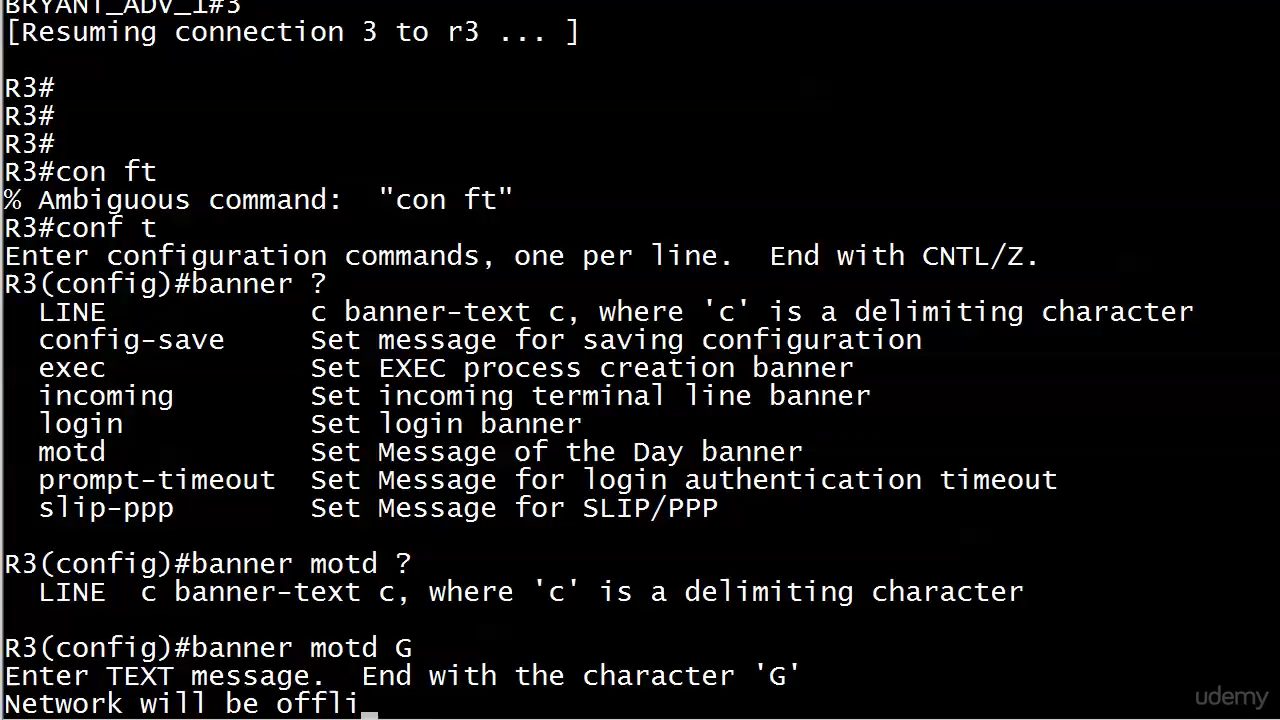 BRYANT_ADV_1#3
[Resuming connection 3 to r3 ... ]
R3#
R3#
R3#
R3#con ft
% Ambiguous command:  "con ft"
R3#conf t
Enter configuration commands, one per line.  End with CNTL/Z.
R3(config)#banner ?
  LINE            c banner-text c, where 'c' is a delimiting character
  config-save     Set message for saving configuration
  exec            Set EXEC process creation banner
  incoming        Set incoming terminal line banner
  login           Set login banner
  motd            Set Message of the Day banner
  prompt-timeout  Set Message for login authentication timeout
  slip-ppp        Set Message for SLIP/PPP
R3(config)#banner motd ?
  LINE  c banner-text c, where 'c' is a delimiting character
R3(config)#banner motd G
Enter TEXT message.  End with the character 'G'
Network will be offli
udemy